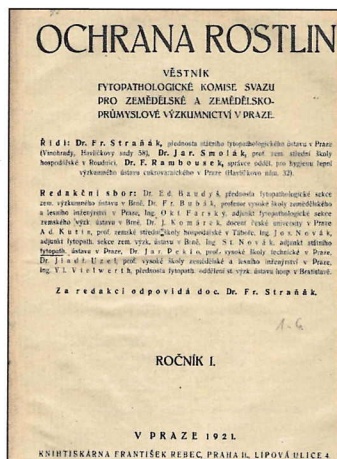 OCHRANA ROSTLIN
VĚSTNÍK
FYTOPATHOLOGICKÉ KOMISE SVAZU
PRO ZEMĚDĚLSKÉ A ZEMĚDĚLSKO-
PRŮMYSLOVÉ VÝZKUMNICTVÍ V PRAZE.
Řídí: Dr. Fr. Straňák, přednosta státního fytopathologického ústavu v Praze
(Vinohrady, Havlíčkovy sady 58), Dr. Jar. Smolák, prof. zem. střední školy
hospodářské v Roudnici, Dr. F. Rambousek, správce odděl. pro hygienu řepní
výzkumného ústavu cukrovarnického v Praze (Havlíčkovo nám. 32).
Redakční sbor: Dr. Ed. Baudyš, přednosta fytopathologické sekce
zem. výzkumného ústavu v Brně, Dr. Fr. Bubák, profesor vysoké školy zemědělského
a lesního inženýrství v Praze, Ing. Okt. Farský, adjunkt fytopathologické sekce
zemského výzk. ústavu v Brně, Dr. J. Komárek, docent české university v Praze
Ad. Kutin, prof. zemské střední školy hospodářské v Táboře, Ing. Jos. Novák,
adjunkt fytopath. sekce zem. výzk. ústavu v Brně, Ing. St. Novák, adjunkt státního
fytopath. ústavu v Praze, Dr. Jar. Peklo, prof. vysoké školy technické v Praze,
Dr. Jindř. Uzel, prof. vysoké školy zemědělské a lesního inženýrství v Praze,
Ing. Vl. Vielwerth, přednosta fytopath. oddělení st. výzk. ústavu hosp. v Bratislavě.
Za redakci odpovídá doc. Dr. Fr. Straňák.
1-6
ROČNÍK I.
V PRAZE 1921.
KNIHTISKÁRNA FRANTIŠEK REBEC, PRAHA II., LÍPOVÁ ULICE 4